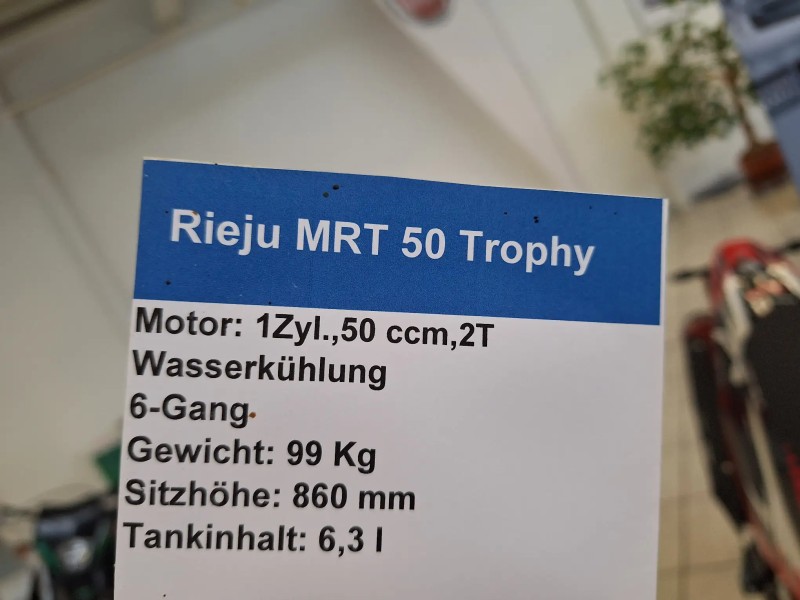 Rieju MRT 50 Trophy
Motor: 1Zyl.,50 ccm,2T
Wasserkühlung
6-Gang
Gewicht: 99 Kg
Sitzhöhe: 860 mm
Tankinhalt: 6,3 l